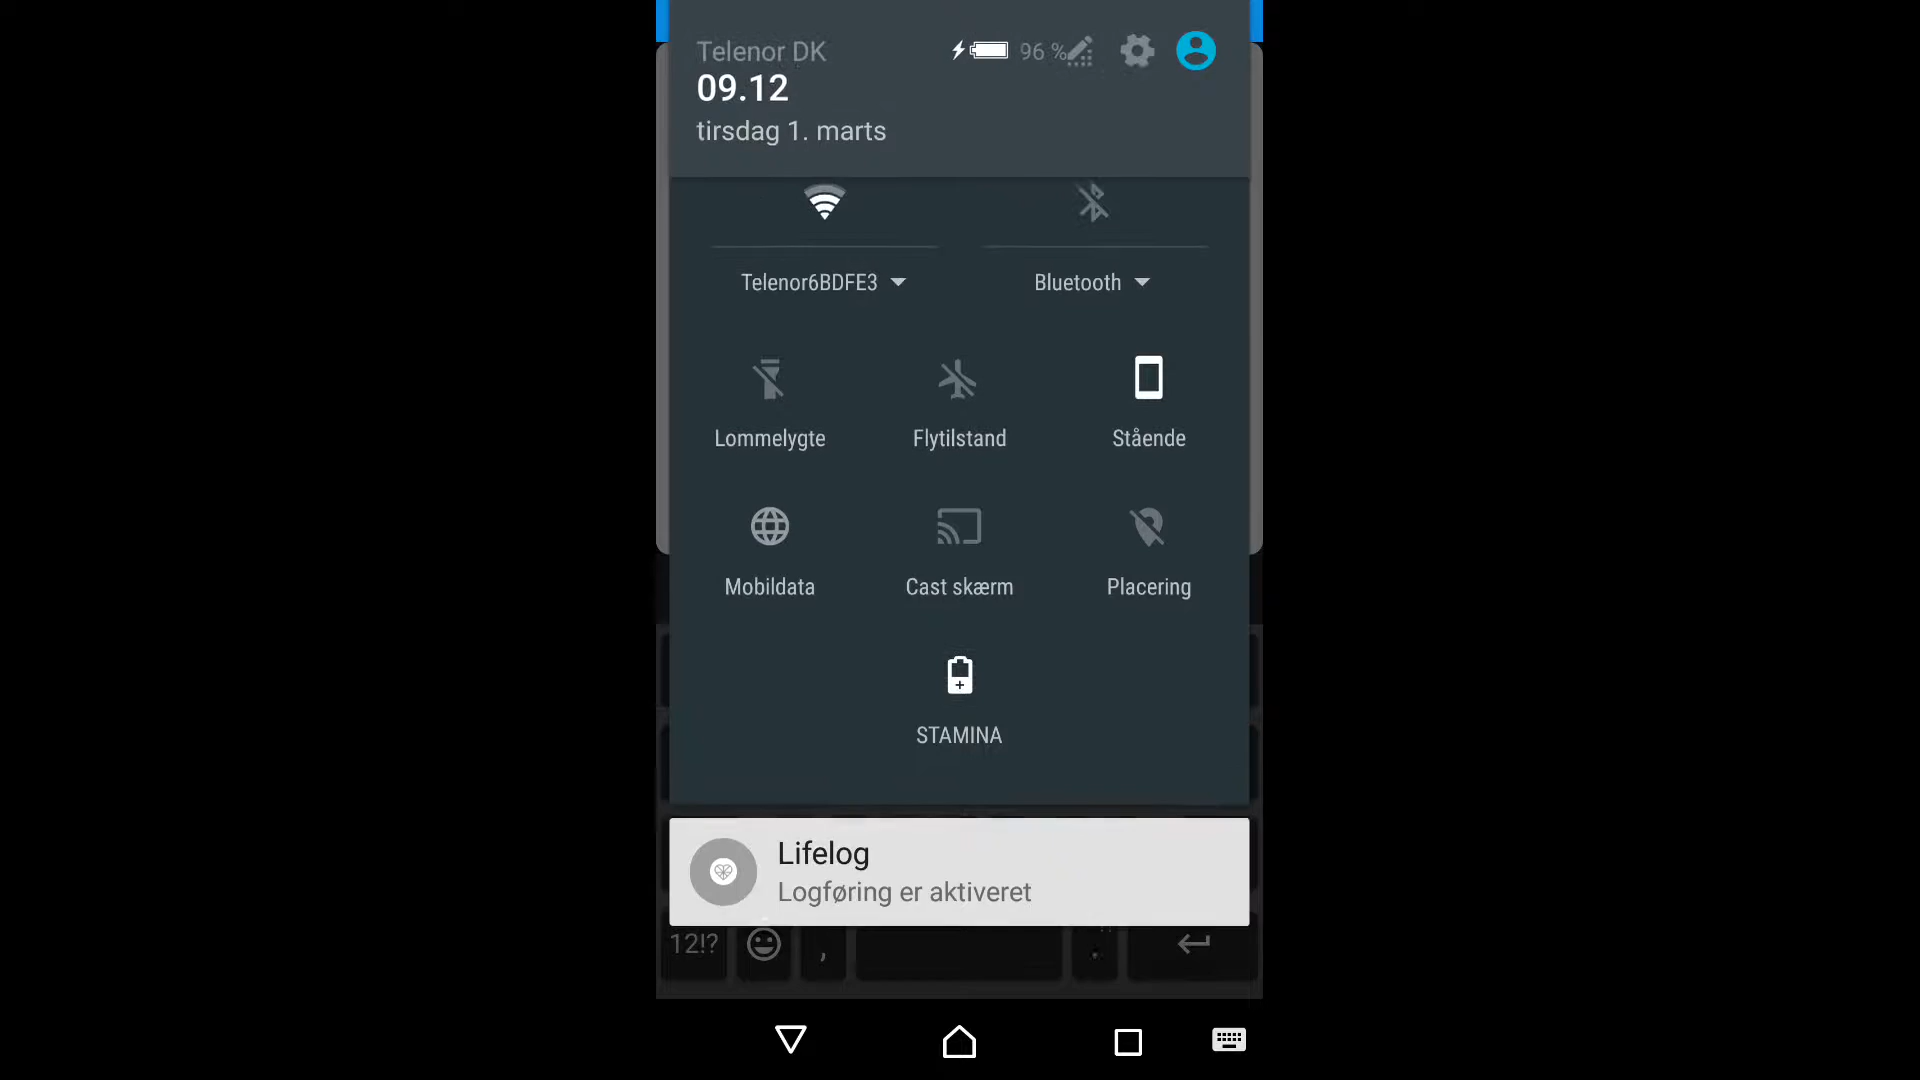 Telenor DK 96 %
09.12
tirsdag 1. marts
Telenor6BDFE3 Bluetooth
Lommelygte Flytilstand Stående
Mobildata Cast skærm Placering
STAMINA
Lifelog
Logføring er aktiveret
12!? , .